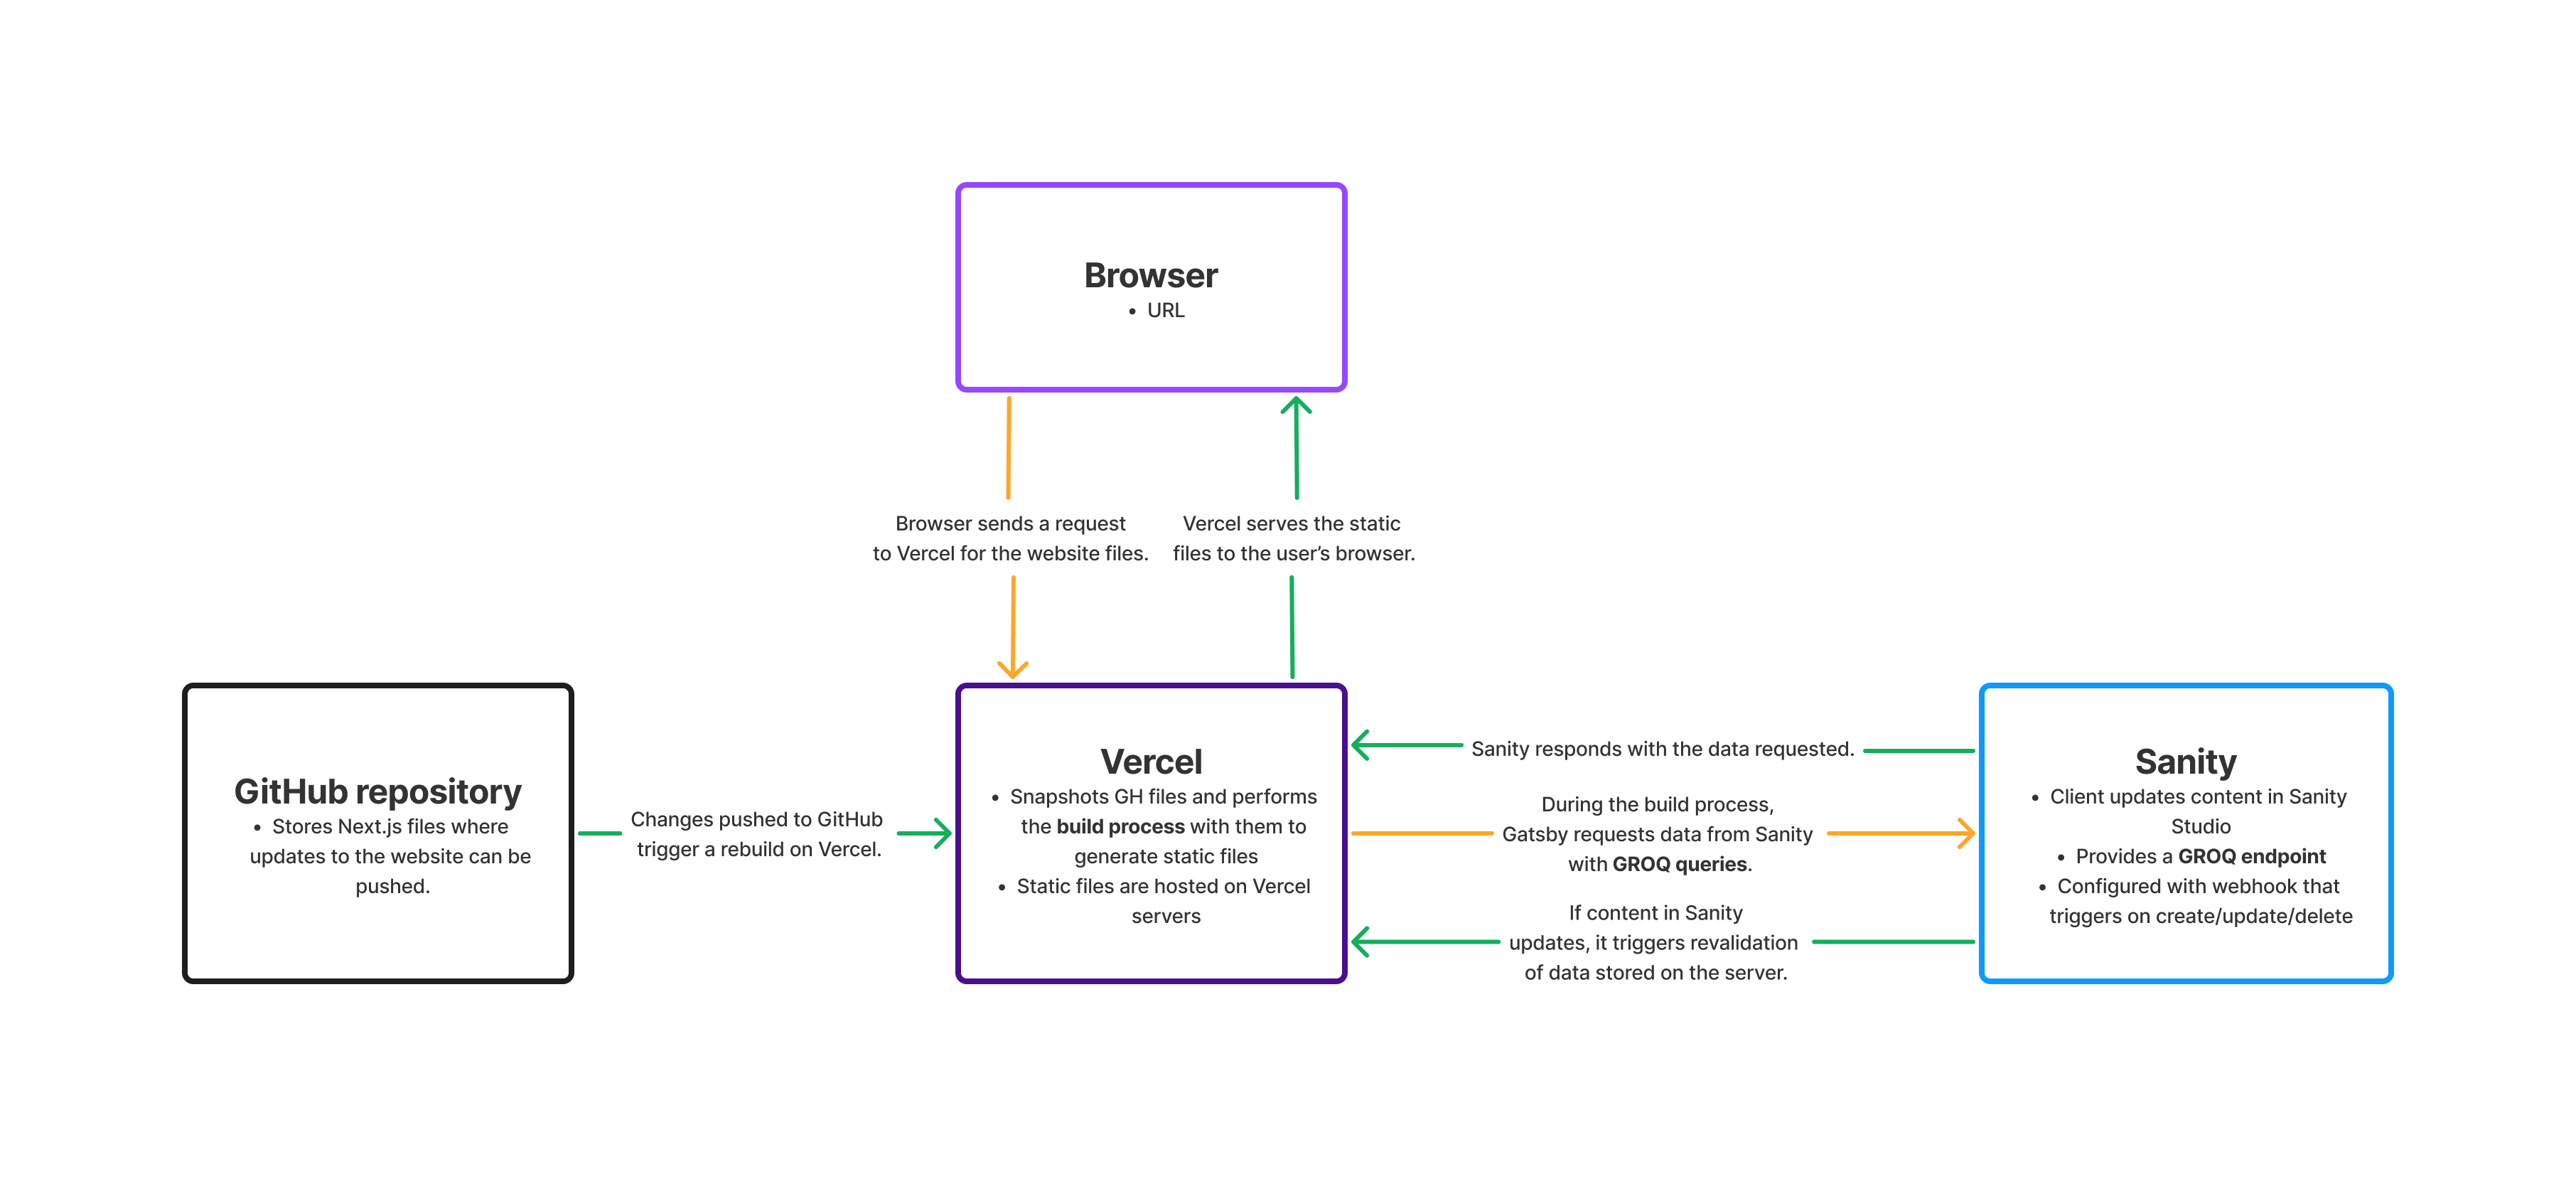 Browser
• URL
Browser sends a request
to Vercel for the website files.
Vercel serves the static
files to the user’s browser.
GitHub repository
• Stores Next.js files where
updates to the website can be
pushed.
Changes pushed to GitHub
trigger a rebuild on Vercel.
Vercel
• Snapshots GH files and performs
the build process with them to
generate static files
• Static files are hosted on Vercel
servers
Sanity responds with the data requested.
During the build process,
Gatsby requests data from Sanity
with GROQ queries.
If content in Sanity
updates, it triggers revalidation
of data stored on the server.
Sanity
• Client updates content in Sanity
Studio
• Provides a GROQ endpoint
• Configured with webhook that
triggers on create/update/delete